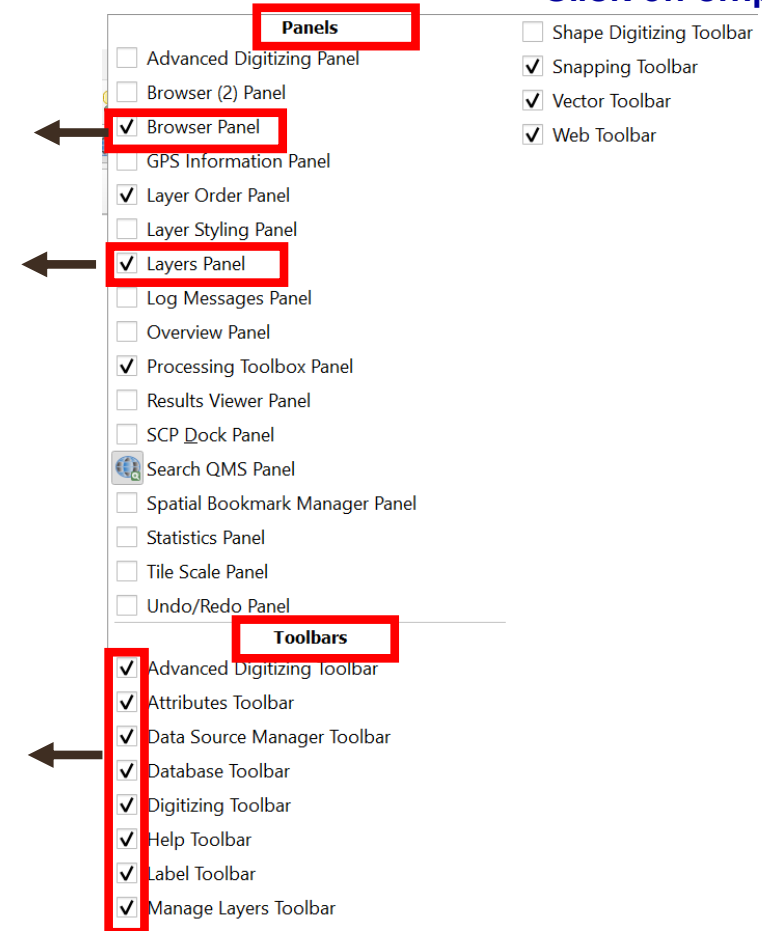 Panels
Advanced Digitizing Panel
Browser (2) Panel
Browser Panel
GPS Information Panel
Layer Order Panel
Layer Styling Panel
Layers Panel
Log Messages Panel
Overview Panel
Processing Toolbox Panel
Results Viewer Panel
SCP Dock Panel
Search QMS Panel
Spatial Bookmark Manager Panel
Statistics Panel
Tile Scale Panel
Undo/Redo Panel
Toolbars
Advanced Digitizing Toolbar
Attributes Toolbar
Data Source Manager Toolbar
Database Toolbar
Digitizing Toolbar
Help Toolbar
Label Toolbar
Manage Layers Toolbar
Shape Digitizing Toolbar
Snapping Toolbar
Vector Toolbar
Web Toolbar